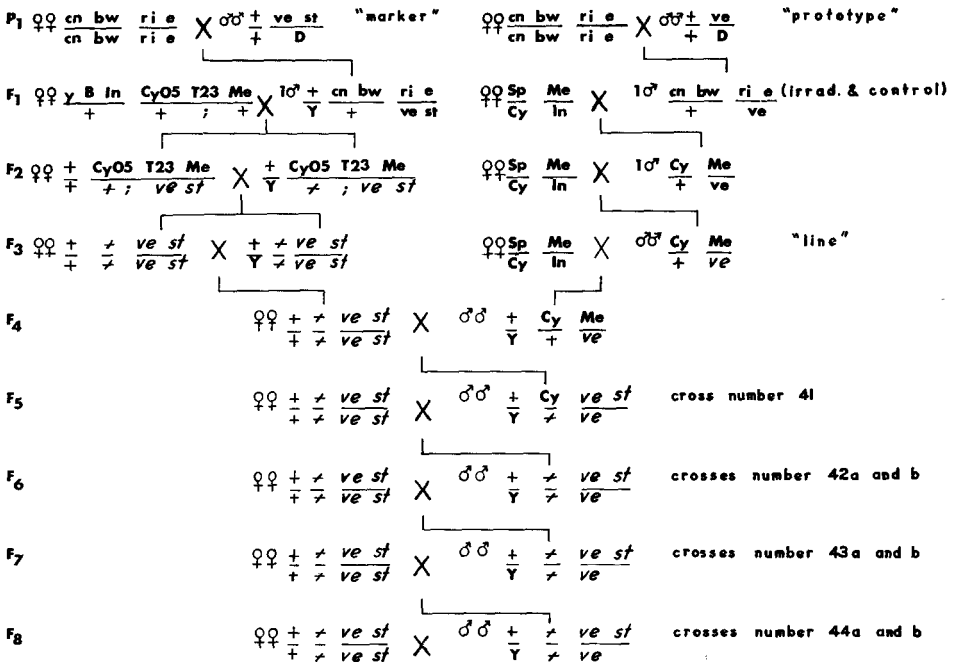 P1 ♀♀ cn bw/cn bw ri e/ri e X ♂♂ +/+ ve st/D "marker" ♀♀ cn bw/cn bw ri e/ri e X ♂♂ +/+ ve/D "prototype"
F1 ♀♀ y B In/+ CyO5 T23 Me/+ ; + X 1♂ +/Y cn bw/+ ri e/ve st ♀♀ Sp/Cy Me/In X 1♂ cn bw/+ ri e/ve (irrad. & control)
F2 ♀♀ +/+ CyO5 T23 Me/+ ; ve st X +/Y CyO5 T23 Me/≠ ; ve st ♀♀ Sp/Cy Me/In X 1♂ Cy/+ Me/ve
F3 ♀♀ +/+ ≠/≠ ve st/ve st X +/Y ≠/≠ ve st/ve st ♀♀ Sp/Cy Me/In X ♂♂ Cy/+ Me/ve "line"
F4 ♀♀ +/+ ≠/≠ ve st/ve st X ♂♂ +/Y Cy/+ Me/ve
F5 ♀♀ +/+ ≠/≠ ve st/ve st X ♂♂ +/Y Cy/≠ ve st/ve cross number 41
F6 ♀♀ +/+ ≠/≠ ve st/ve st X ♂♂ +/Y ≠/≠ ve st/ve crosses number 42a and b
F7 ♀♀ +/+ ≠/≠ ve st/ve st X ♂♂ +/Y ≠/≠ ve st/ve crosses number 43a and b
F8 ♀♀ +/+ ≠/≠ ve st/ve st X ♂♂ +/Y ≠/≠ ve st/ve crosses number 44a and b